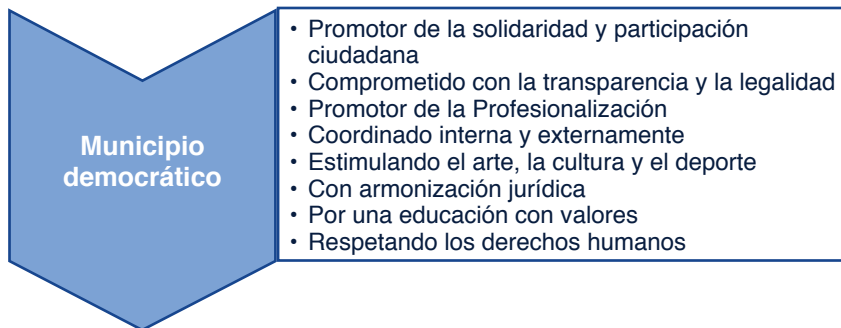 Municipio
democrático
• Promotor de la solidaridad y participación
ciudadana
• Comprometido con la transparencia y la legalidad
• Promotor de la Profesionalización
• Coordinado interna y externamente
• Estimulando el arte, la cultura y el deporte
• Con armonización jurídica
• Por una educación con valores
• Respetando los derechos humanos